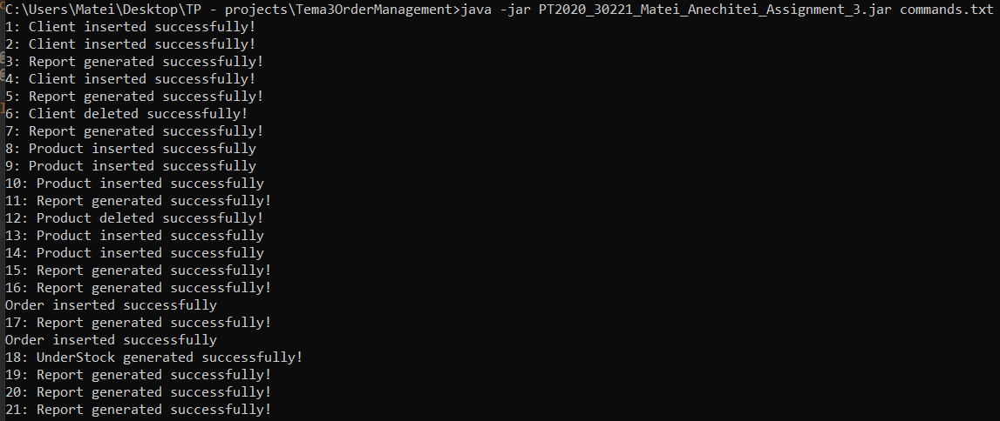 C:\Users\Matei\Desktop\TP - projects\Tema3OrderManagement>java -jar PT2020_30221_Matei_Anechitei_Assignment_3.jar commands.txt
1: Client inserted successfully!
2: Client inserted successfully!
3: Report generated successfully!
4: Client inserted successfully!
5: Report generated successfully!
6: Client deleted successfully!
7: Report generated successfully!
8: Product inserted successfully
9: Product inserted successfully
10: Product inserted successfully
11: Report generated successfully!
12: Product deleted successfully!
13: Product inserted successfully
14: Product inserted successfully
15: Report generated successfully!
16: Report generated successfully!
Order inserted successfully
17: Report generated successfully!
Order inserted successfully
18: UnderStock generated successfully!
19: Report generated successfully!
20: Report generated successfully!
21: Report generated successfully!